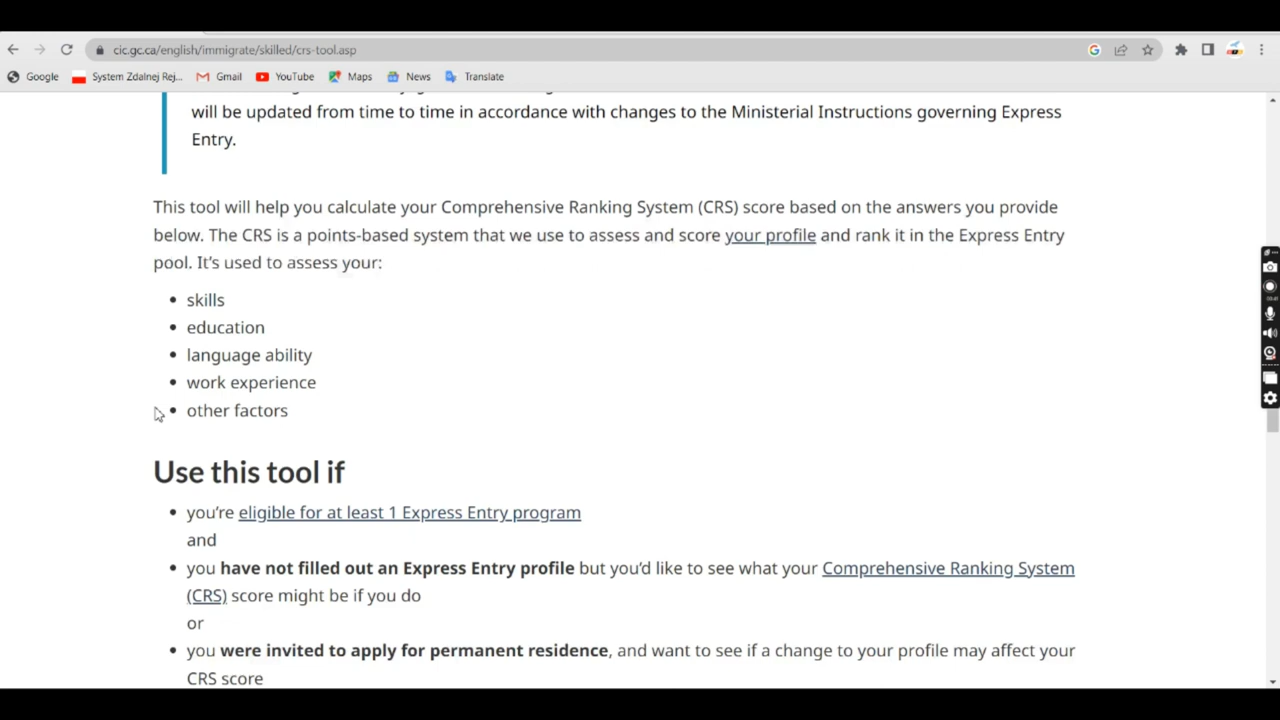 cic.gc.ca/english/immigrate/skilled/crs-tool.asp
Google System Zdalnej Rej... Gmail YouTube Maps News Translate
will be updated from time to time in accordance with changes to the Ministerial Instructions governing Express
Entry.
This tool will help you calculate your Comprehensive Ranking System (CRS) score based on the answers you provide
below. The CRS is a points-based system that we use to assess and score your profile and rank it in the Express Entry
pool. It's used to assess your:
• skills
• education
• language ability
• work experience
• other factors
Use this tool if
• you're eligible for at least 1 Express Entry program
and
• you have not filled out an Express Entry profile but you'd like to see what your Comprehensive Ranking System
(CRS) score might be if you do
or
• you were invited to apply for permanent residence, and want to see if a change to your profile may affect your
CRS score